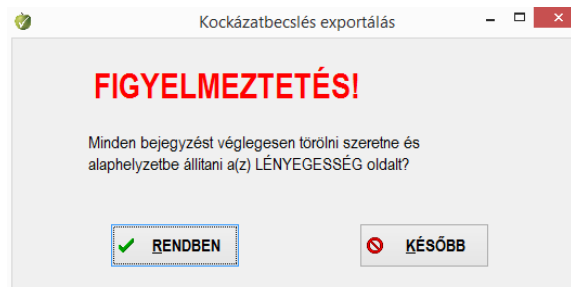 Kockázatbecslés exportálás
FIGYELMEZTETÉS!
Minden bejegyzést véglegesen törölni szeretne és
alaphelyzetbe állítani a(z) LÉNYEGESSÉG oldalt?
RENDBEN
KÉSŐBB